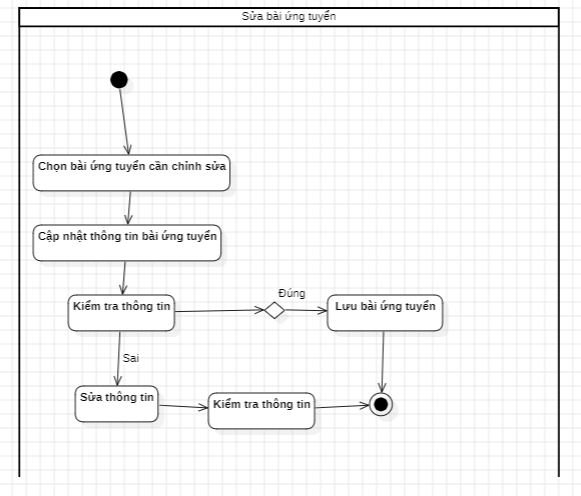 Sửa bài ứng tuyển
Chọn bài ứng tuyển cần chỉnh sửa
Cập nhật thông tin bài ứng tuyển
Đúng
Kiểm tra thông tin
Lưu bài ứng tuyển
Sai
Sửa thông tin
Kiểm tra thông tin